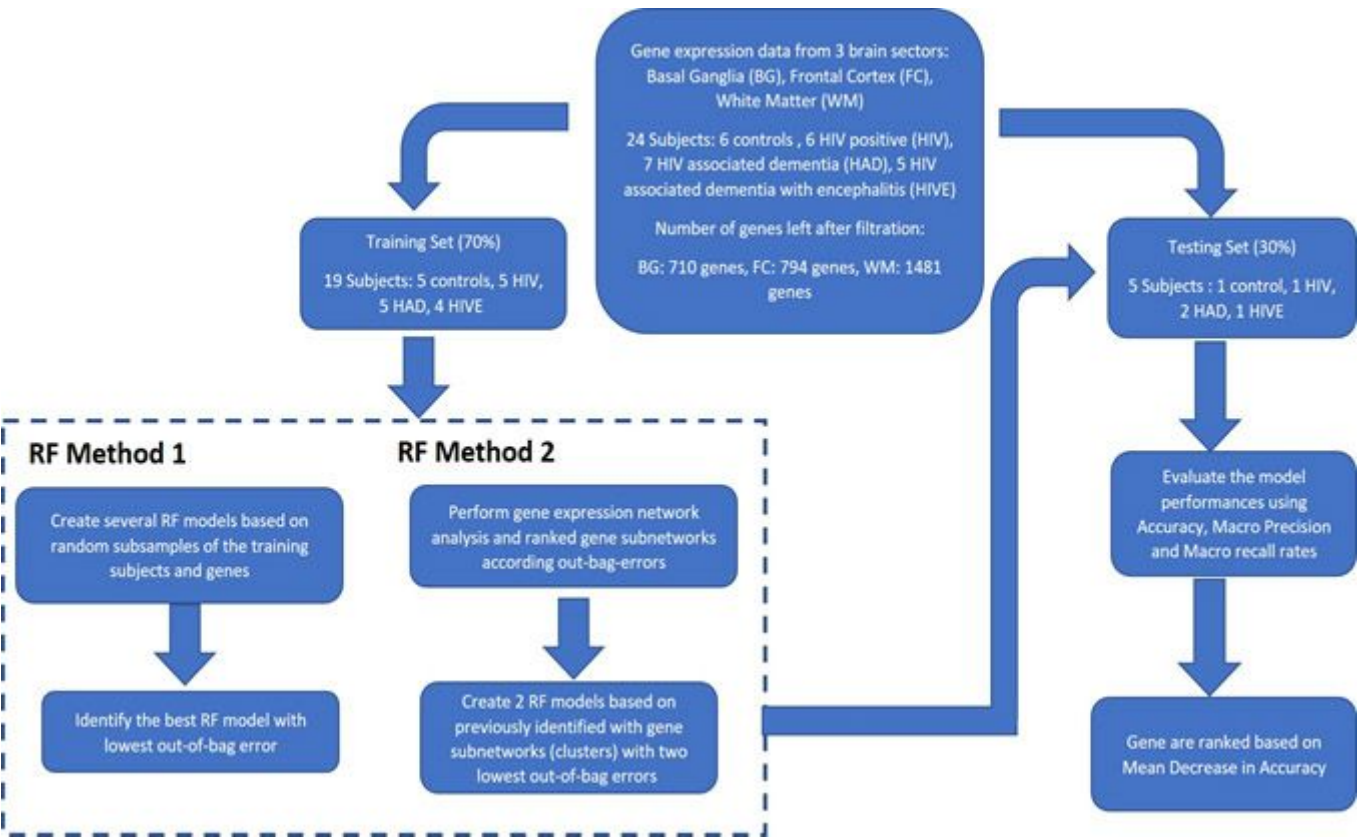 Gene expression data from 3 brain sectors:
Basal Ganglia (BG), Frontal Cortex (FC),
White Matter (WM)
24 Subjects: 6 controls , 6 HIV positive (HIV),
7 HIV associated dementia (HAD), 5 HIV
associated dementia with encephalitis (HIVE)
Number of genes left after filtration:
BG: 710 genes, FC: 794 genes, WM: 1481
genes
Training Set (70%)
19 Subjects: 5 controls, 5 HIV,
5 HAD, 4 HIVE
Testing Set (30%)
5 Subjects : 1 control, 1 HIV,
2 HAD, 1 HIVE
RF Method 1
Create several RF models based on
random subsamples of the training
subjects and genes
Identify the best RF model with
lowest out-of-bag error
RF Method 2
Perform gene expression network
analysis and ranked gene subnetworks
according out-bag-errors
Create 2 RF models based on
previously identified with gene
subnetworks (clusters) with two
lowest out-of-bag errors
Evaluate the model
performances using
Accuracy, Macro Precision
and Macro recall rates
Gene are ranked based on
Mean Decrease in Accuracy